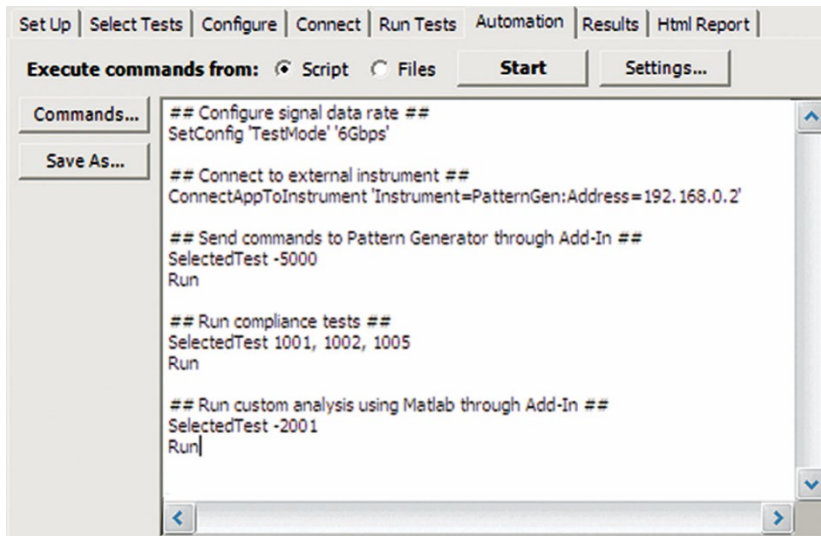 Set Up Select Tests Configure Connect Run Tests Automation Results Html Report
Execute commands from: Script Files Start Settings...
Commands...
Save As...
## Configure signal data rate ##
SetConfig 'TestMode' '6Gbps'
## Connect to external instrument ##
ConnectAppToInstrument 'Instrument=PatternGen:Address=192.168.0.2'
## Send commands to Pattern Generator through Add-In ##
SelectedTest -5000
Run
## Run compliance tests ##
SelectedTest 1001, 1002, 1005
Run
## Run custom analysis using Matlab through Add-In ##
SelectedTest -2001
Run